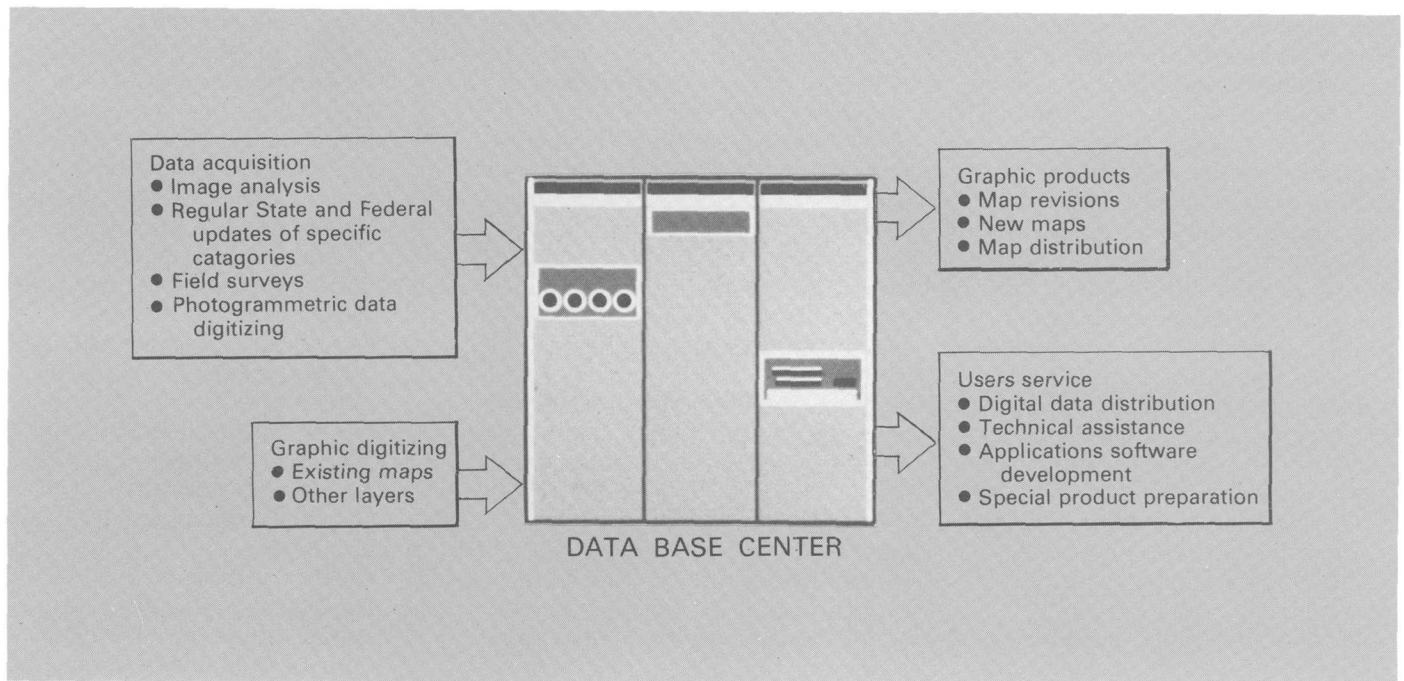 Data acquisition
● Image analysis
● Regular State and Federal
updates of specific
catagories
● Field surveys
● Photogrammetric data
digitizing
Graphic digitizing
● Existing maps
● Other layers
DATA BASE CENTER
Graphic products
● Map revisions
● New maps
● Map distribution
Users service
● Digital data distribution
● Technical assistance
● Applications software
development
● Special product preparation